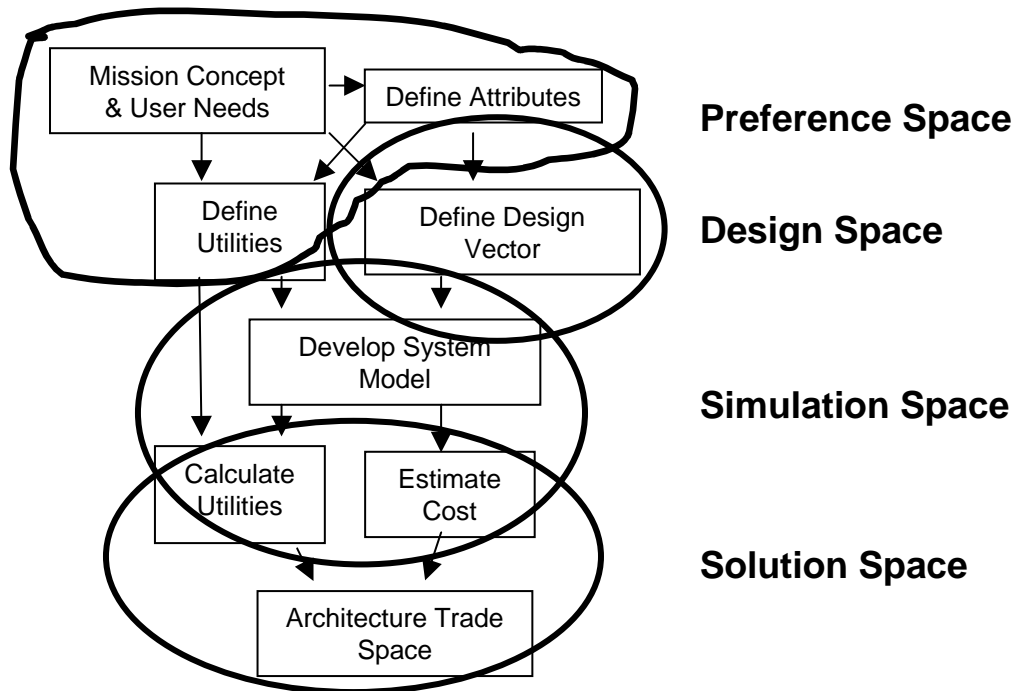 Mission Concept
& User Needs
Define Attributes
Preference Space
Define
Utilities
Define Design
Vector
Design Space
Develop System
Model
Simulation Space
Calculate
Utilities
Estimate
Cost
Solution Space
Architecture Trade
Space